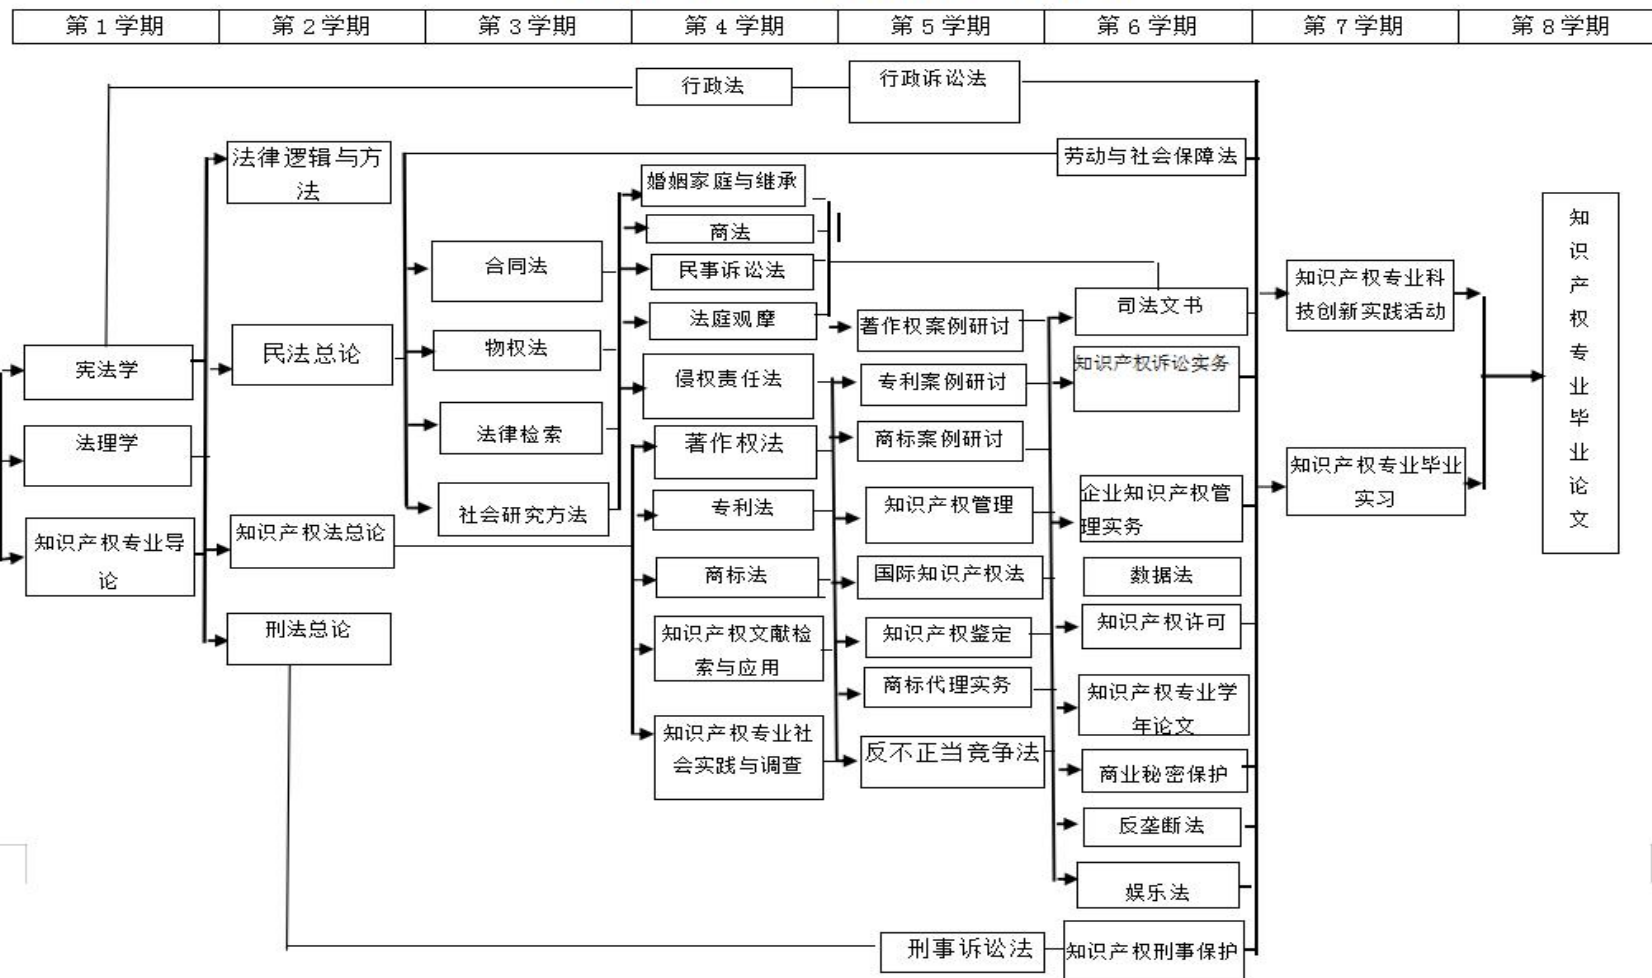 第1学期
第2学期
第3学期
第4学期
第5学期
第6学期
第7学期
第8学期
宪法学
法理学
知识产权专业导
论
法律逻辑与方
法
民法总论
知识产权法总论
刑法总论
合同法
物权法
法律检索
社会研究方法
行政法
婚姻家庭与继承
商法
民事诉讼法
法庭观摩
侵权责任法
著作权法
专利法
商标法
知识产权文献检
索与应用
知识产权专业社
会实践与调查
行政诉讼法
著作权案例研讨
专利案例研讨
商标案例研讨
知识产权管理
国际知识产权法
知识产权鉴定
商标代理实务
反不正当竞争法
刑事诉讼法
劳动与社会保障法
司法文书
知识产权诉讼实务
企业知识产权管
理实务
数据法
知识产权许可
知识产权专业学
年论文
商业秘密保护
反垄断法
娱乐法
知识产权刑事保护
知识产权专业科
技创新实践活动
知识产权专业毕业
实习
知
识
产
权
专
业
毕
业
论
文